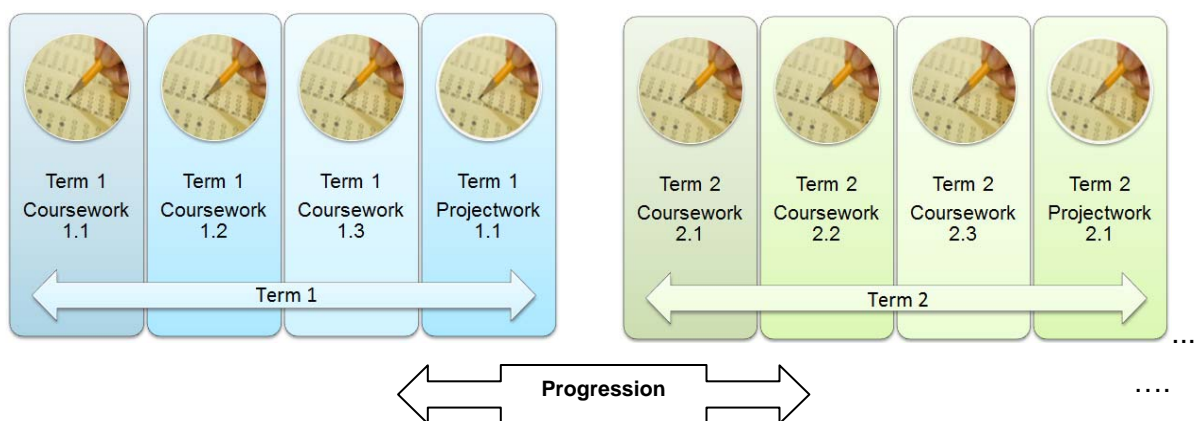 Term 1
Coursework
1.1
Term 1
Coursework
1.2
Term 1
Coursework
1.3
Term 1
Projectwork
1.1
Term 1
Term 2
Coursework
2.1
Term 2
Coursework
2.2
Term 2
Coursework
2.3
Term 2
Projectwork
2.1
Term 2
...
Progression
....